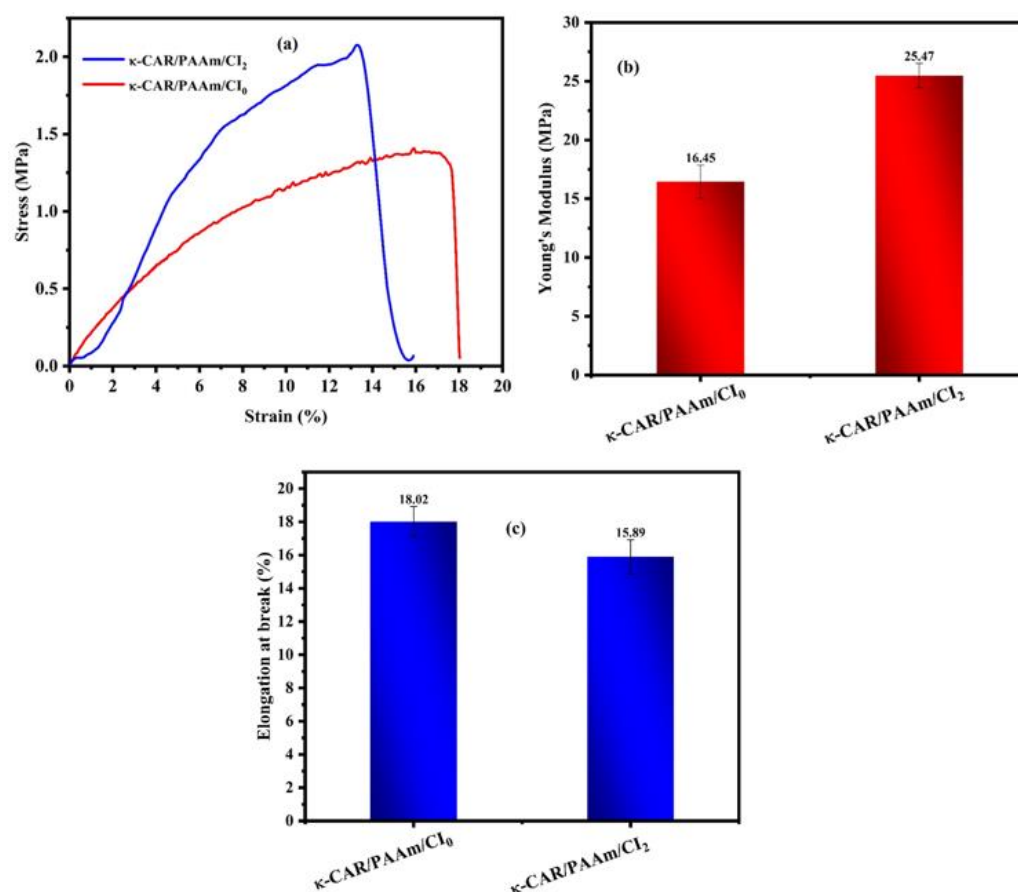 (a)
κ-CAR/PAAm/CI₂
κ-CAR/PAAm/CI₀
Stress (MPa)
2.0
1.5
1.0
0.5
0.0
0 2 4 6 8 10 12 14 16 18 20
Strain (%)
(b)
Young's Modulus (MPa)
30
25
20
15
10
5
0
16.45
25.47
κ-CAR/PAAm/CI₀
κ-CAR/PAAm/CI₂
(c)
Elongation at break (%)
20
18
16
14
12
10
8
6
4
2
0
18.02
15.89
κ-CAR/PAAm/CI₀
κ-CAR/PAAm/CI₂